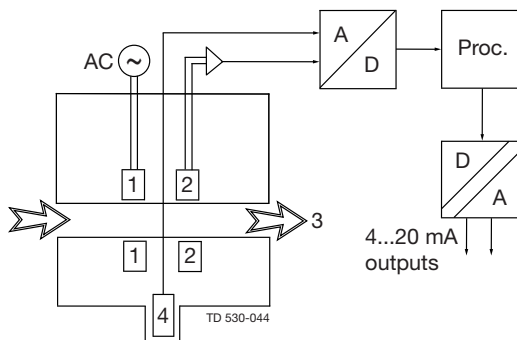 AC ~
A
D
Proc.
1 2
D
A
3
1 2
4...20 mA
outputs
4
TD 530-044